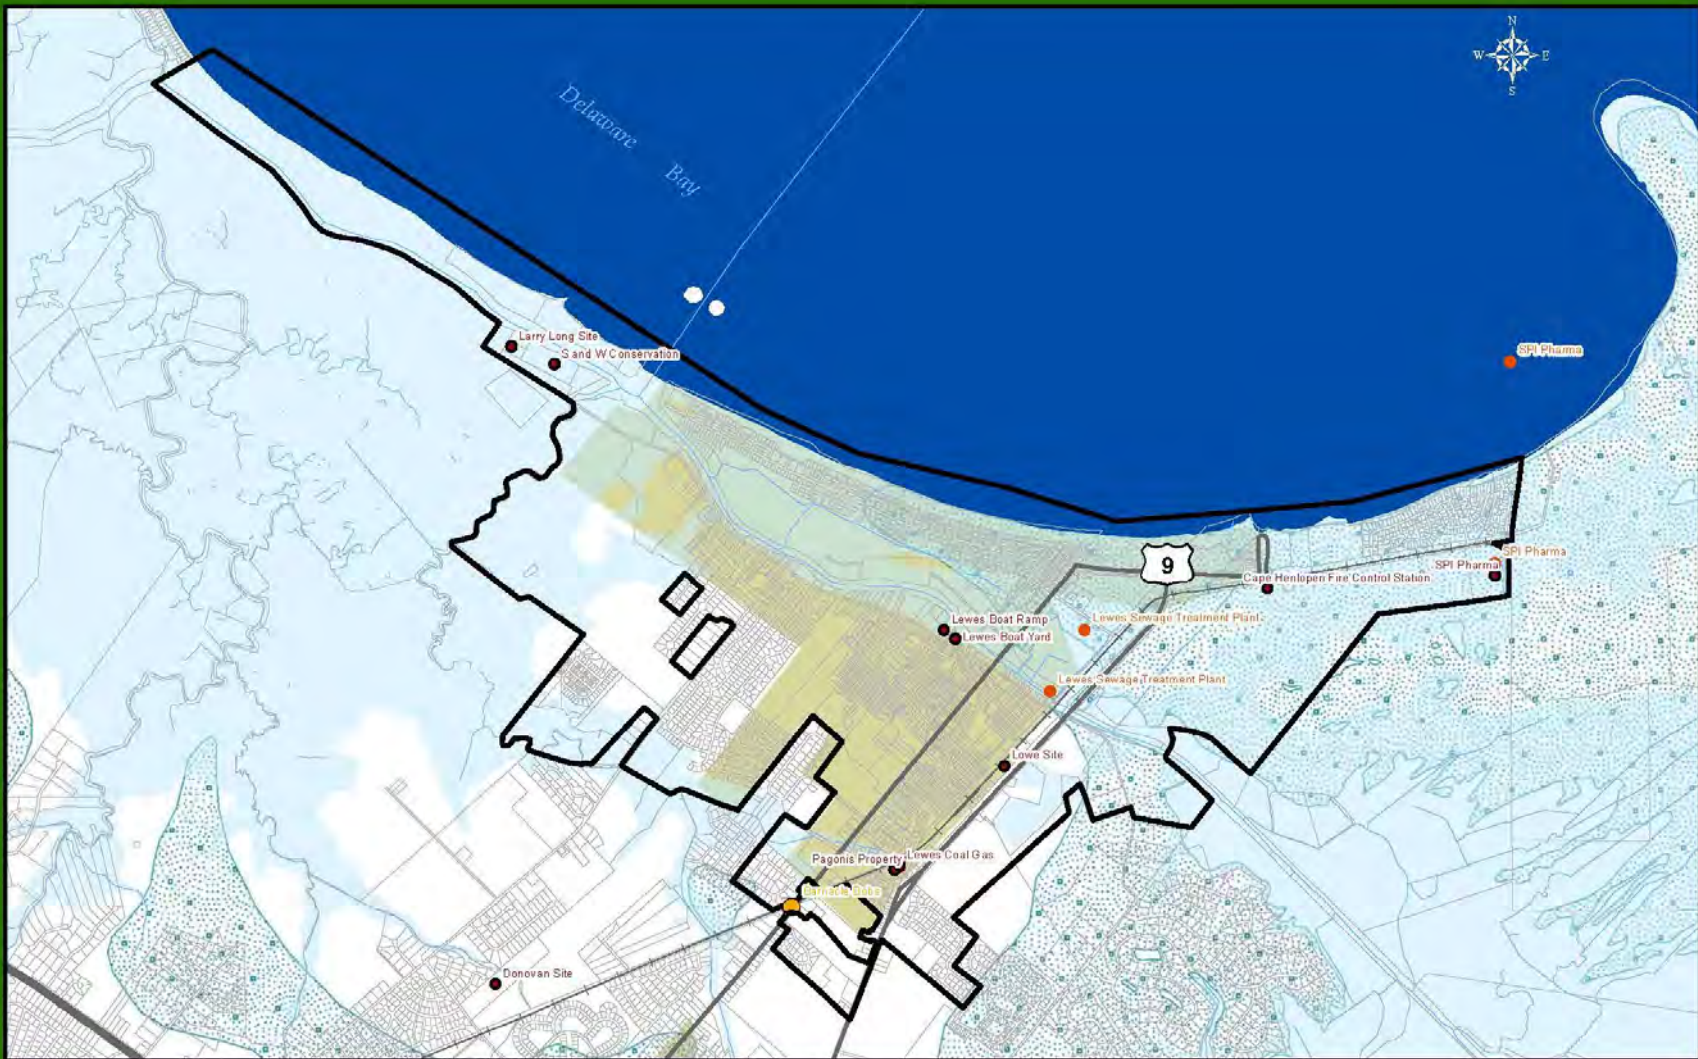 N
W E
S
Delaware
Bay
Larry Long Site
S and W Conservation
SPI Pharma
9
SPI Pharma
SPI Pharma
Cape Henlopen Fire Control Station
Lewes Boat Ramp
Lewes Sewage Treatment Plant
Lewes Boat Yard
Lewes Sewage Treatment Plant
Lowe Site
Pagonis Property
Lewes Coal Gas
Barnacle Bobs
Donovan Site